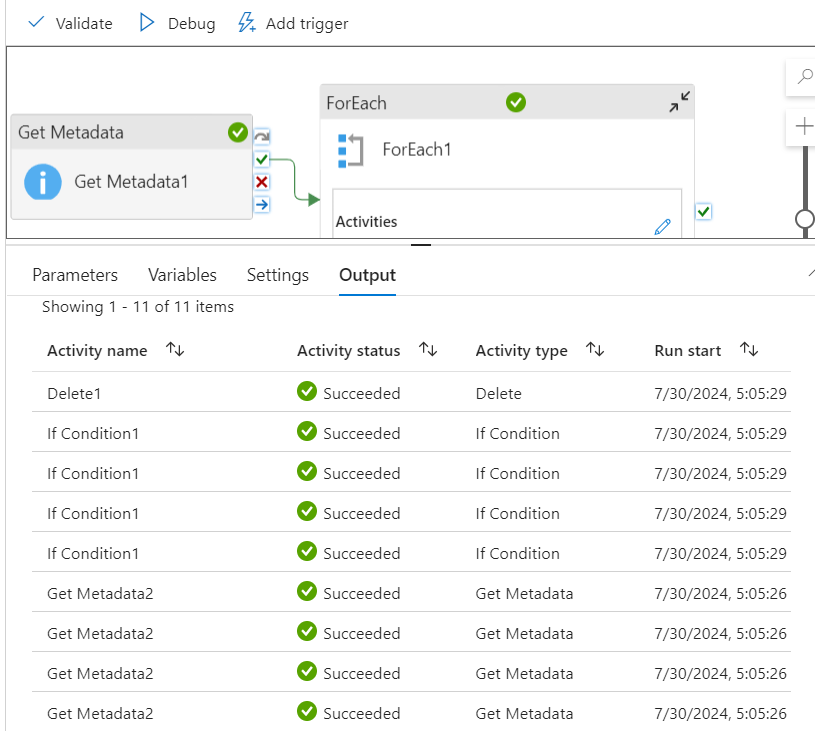 Validate Debug Add trigger
ForEach
Get Metadata
ForEach1
Get Metadata1
Activities
Parameters Variables Settings Output
Showing 1 - 11 of 11 items
Activity name Activity status Activity type Run start
Delete1 Succeeded Delete 7/30/2024, 5:05:29
If Condition1 Succeeded If Condition 7/30/2024, 5:05:29
If Condition1 Succeeded If Condition 7/30/2024, 5:05:29
If Condition1 Succeeded If Condition 7/30/2024, 5:05:29
If Condition1 Succeeded If Condition 7/30/2024, 5:05:29
Get Metadata2 Succeeded Get Metadata 7/30/2024, 5:05:26
Get Metadata2 Succeeded Get Metadata 7/30/2024, 5:05:26
Get Metadata2 Succeeded Get Metadata 7/30/2024, 5:05:26
Get Metadata2 Succeeded Get Metadata 7/30/2024, 5:05:26